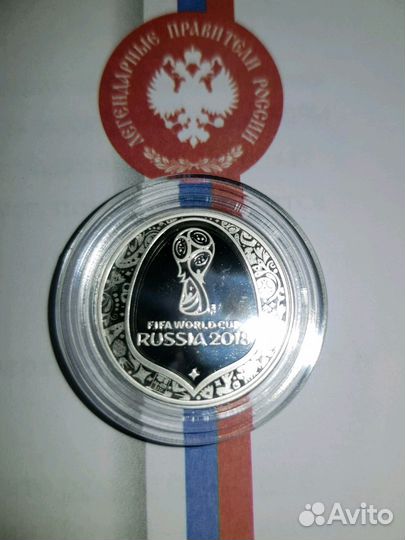 ЛЕГЕНДАРНЫЕ ПРАВИТЕЛИ РОССИИ
FIFA WORLD CUP
RUSSIA 2018
Avito